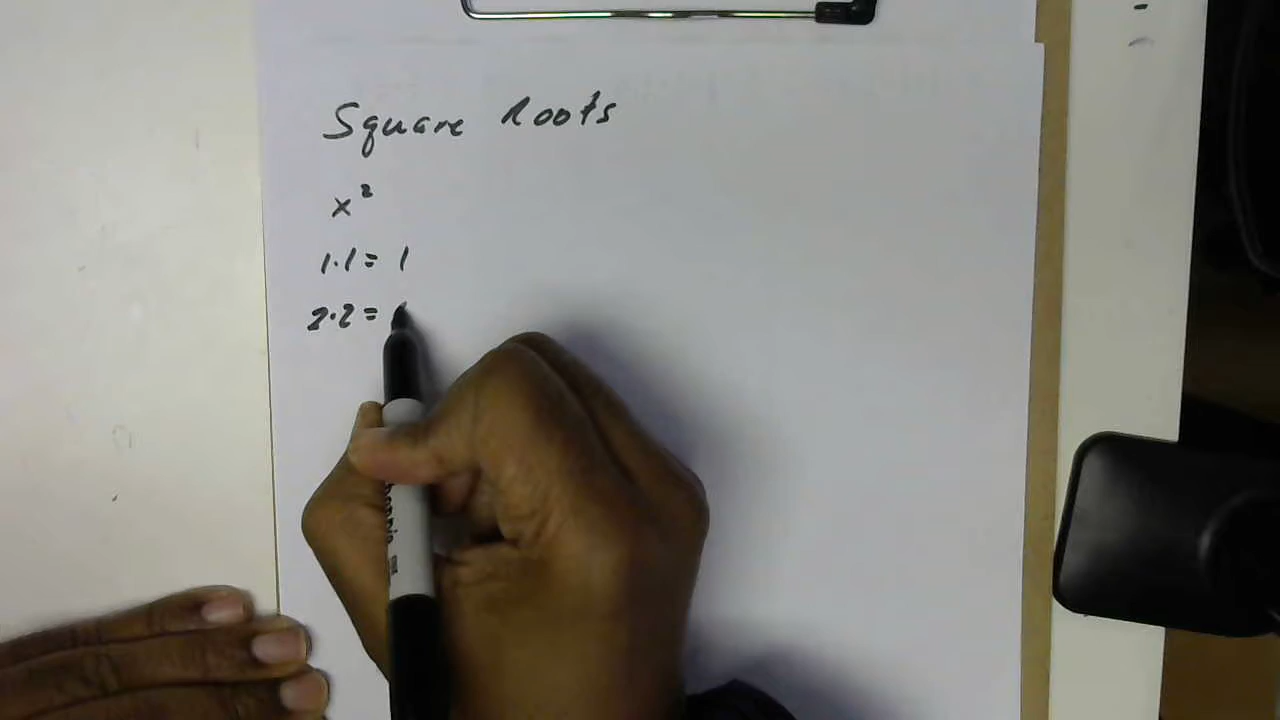 Square Roots
x²
1·1 = 1
2·2 =